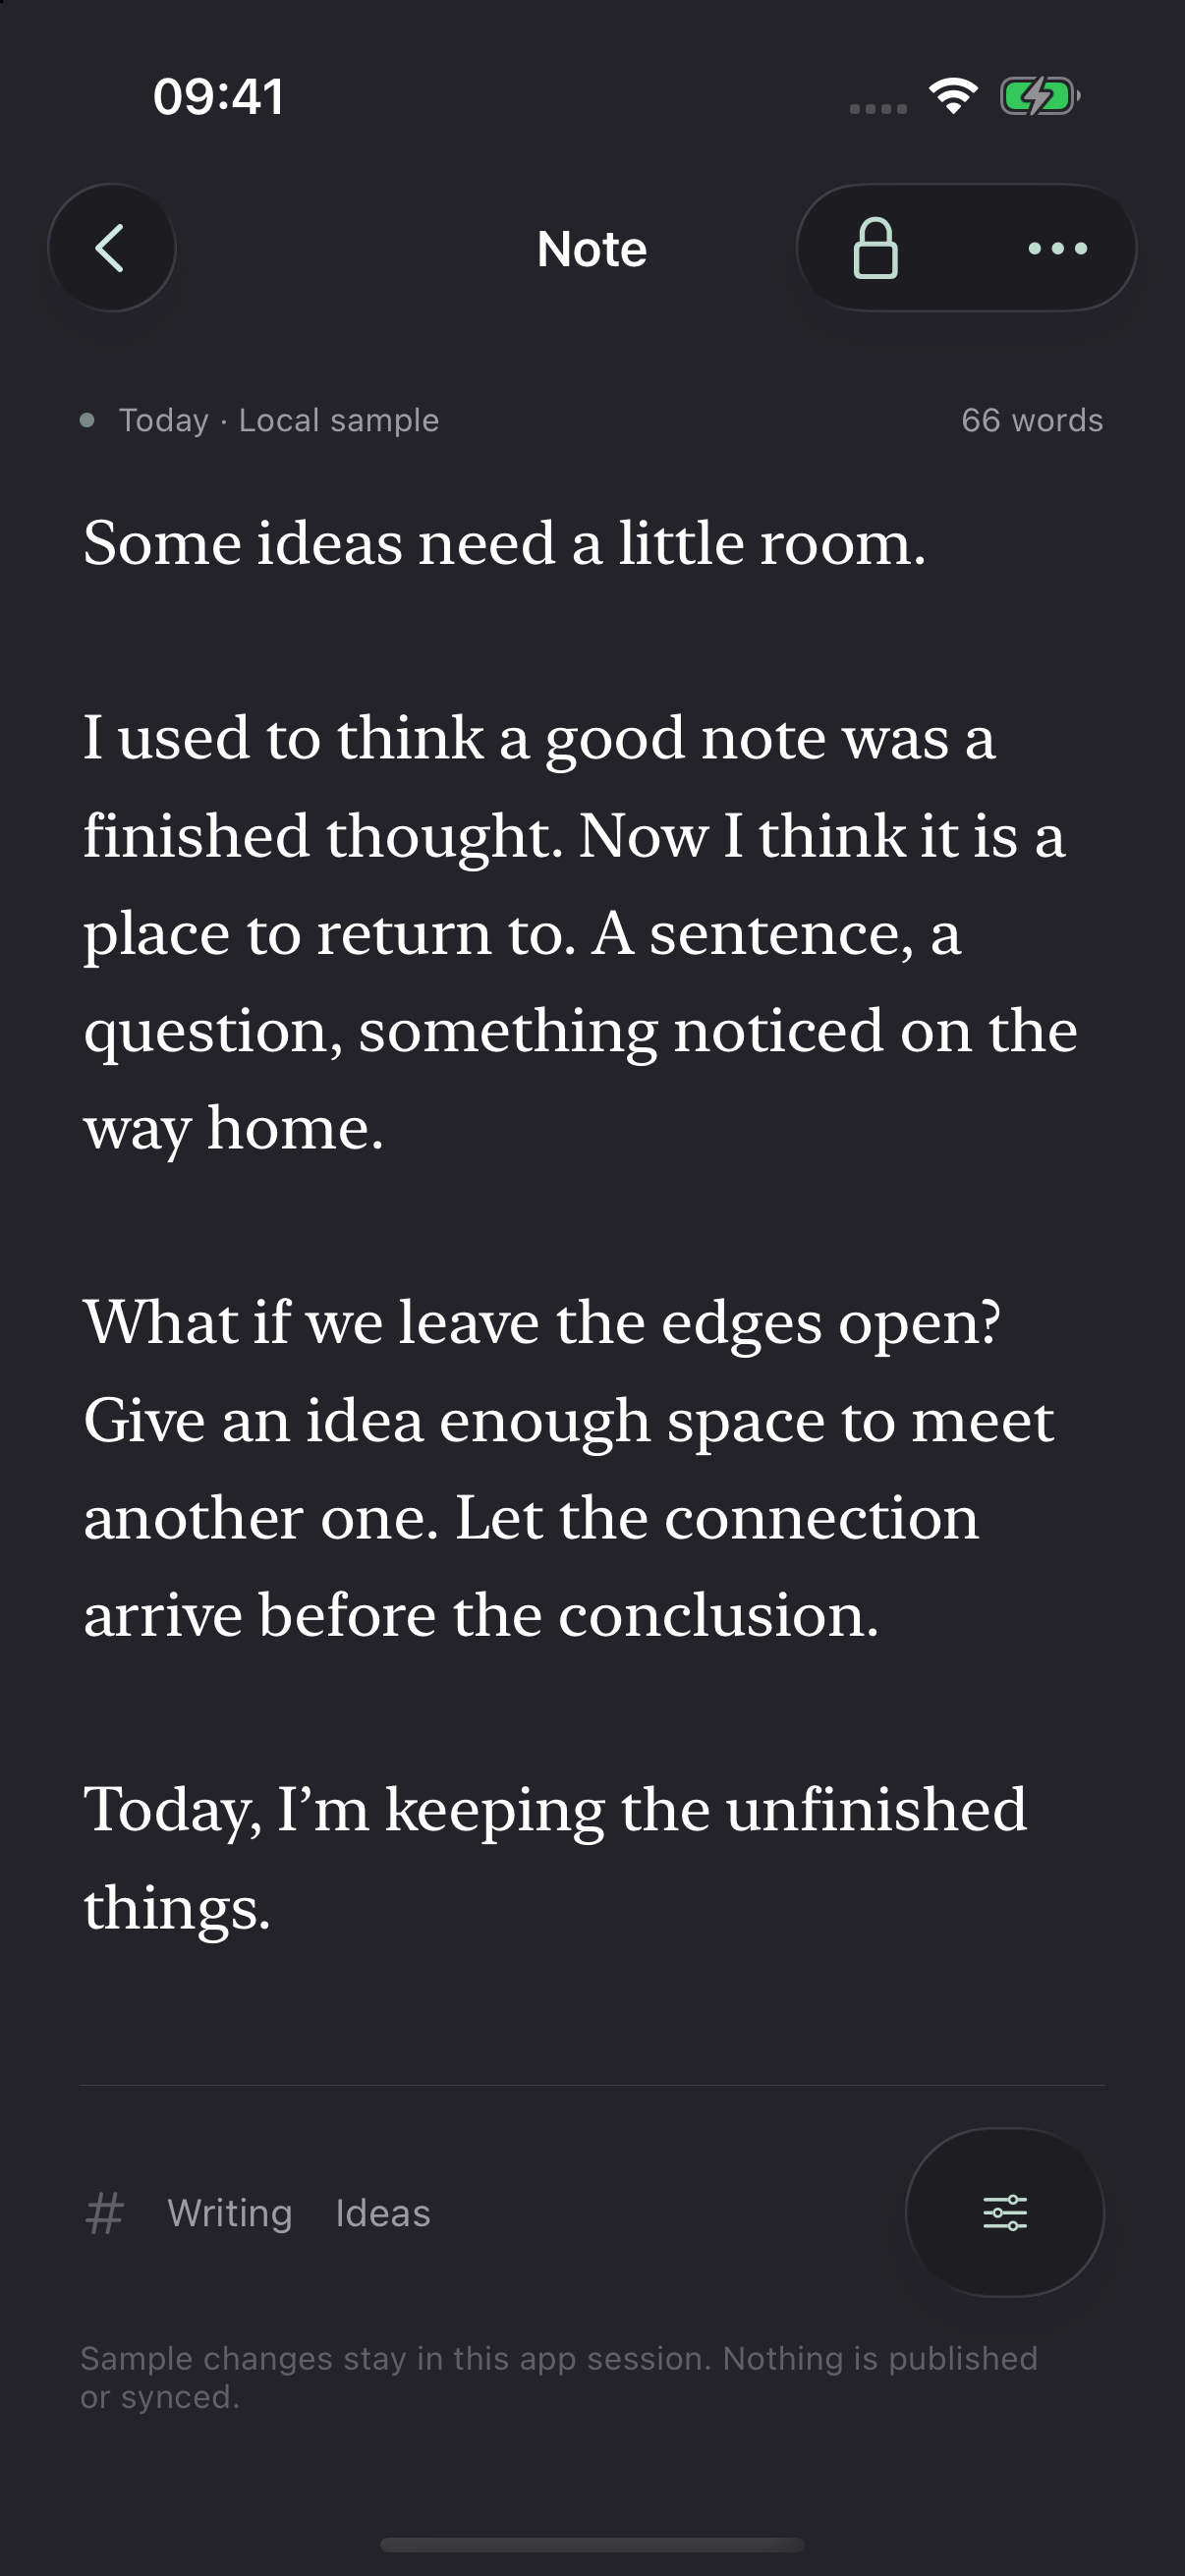 09:41
Note
Today · Local sample
66 words
Some ideas need a little room.
I used to think a good note was a
finished thought. Now I think it is a
place to return to. A sentence, a
question, something noticed on the
way home.
What if we leave the edges open?
Give an idea enough space to meet
another one. Let the connection
arrive before the conclusion.
Today, I’m keeping the unfinished
things.
# Writing Ideas
Sample changes stay in this app session. Nothing is published
or synced.